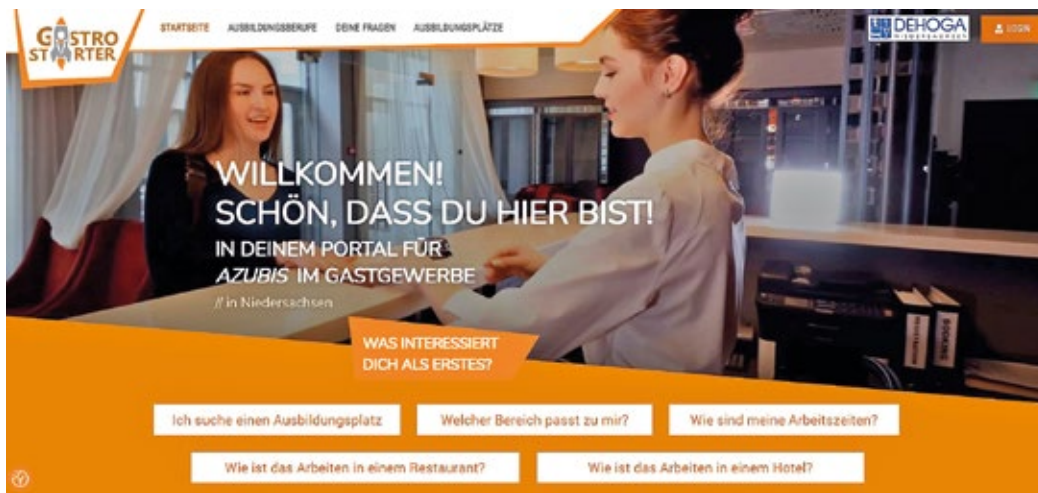 GASTRO
STARTER
STARTSEITE
AUSBILDUNGSBERUFE
DEINE FRAGEN
AUSBILDUNGSPLÄTZE
DEHOGA
NIEDERSACHSEN
LOGIN
WILLKOMMEN!
SCHÖN, DASS DU HIER BIST!
IN DEINEM PORTAL FÜR
AZUBIS IM GASTGEWERBE
// in Niedersachsen
BOOKING
WAS INTERESSIERT
DICH ALS ERSTES?
Ich suche einen Ausbildungsplatz
Welcher Bereich passt zu mir?
Wie sind meine Arbeitszeiten?
Wie ist das Arbeiten in einem Restaurant?
Wie ist das Arbeiten in einem Hotel?